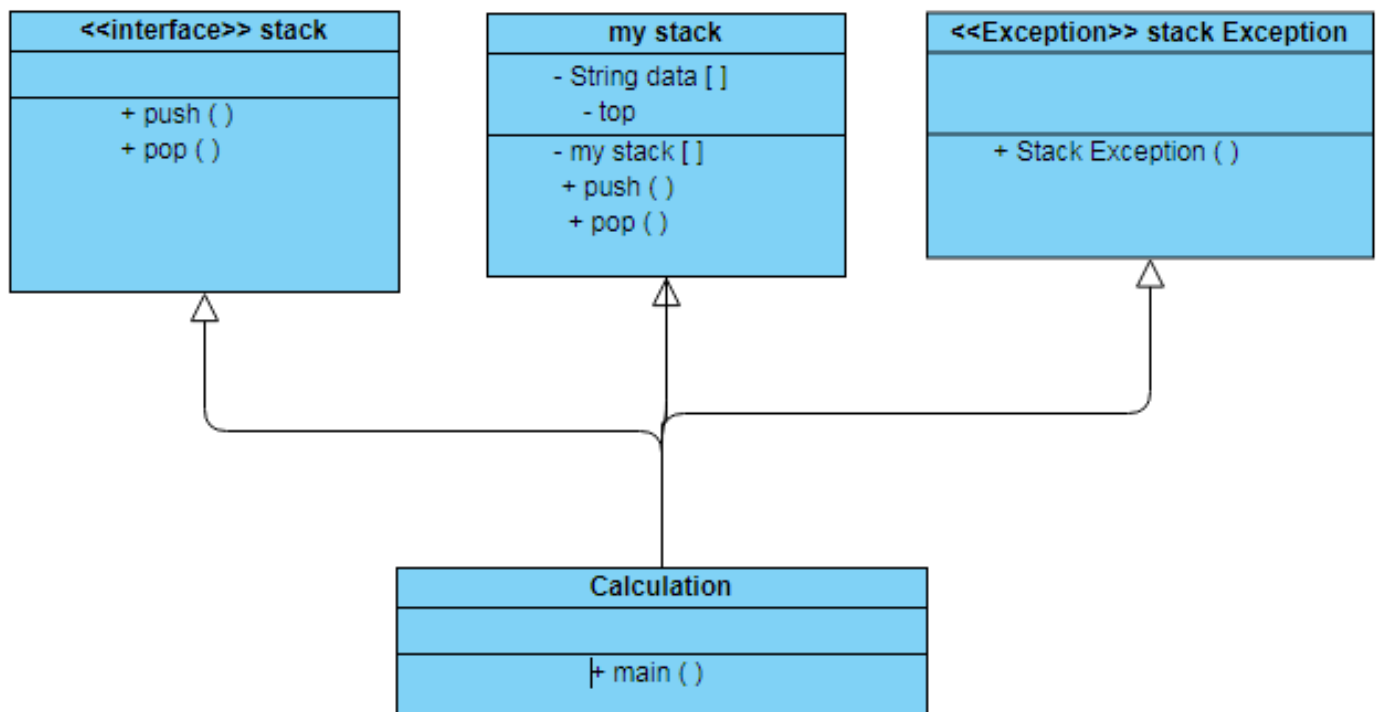 <<interface>> stack
+ push ( )
+ pop ( )
my stack
- String data [ ]
- top
- my stack [ ]
+ push ( )
+ pop ( )
<<Exception>> stack Exception
+ Stack Exception ( )
Calculation
+ main ( )